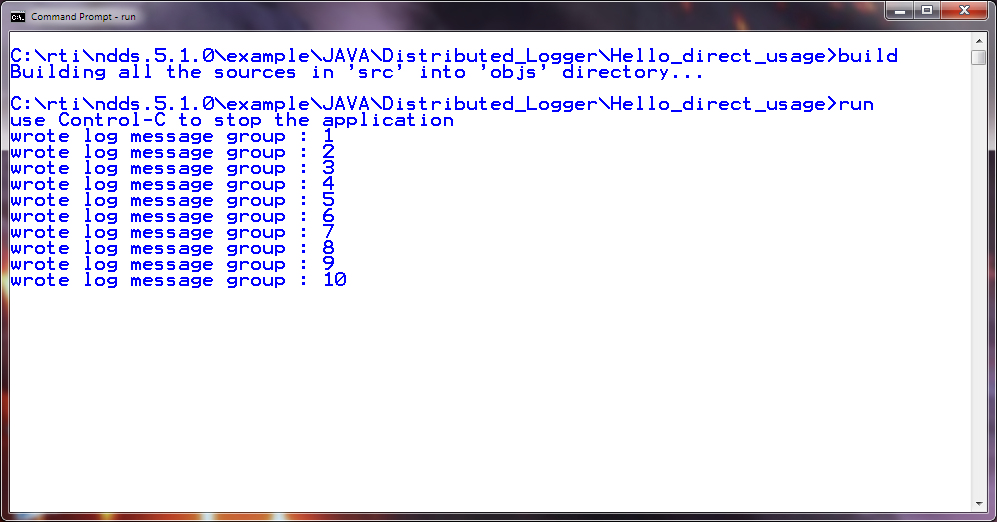 Command Prompt - run
C:\rti\ndds.5.1.0\example\JAVA\Distributed_Logger\Hello_direct_usage>build
Building all the sources in 'src' into 'objs' directory...
C:\rti\ndds.5.1.0\example\JAVA\Distributed_Logger\Hello_direct_usage>run
use Control-C to stop the application
wrote log message group : 1
wrote log message group : 2
wrote log message group : 3
wrote log message group : 4
wrote log message group : 5
wrote log message group : 6
wrote log message group : 7
wrote log message group : 8
wrote log message group : 9
wrote log message group : 10